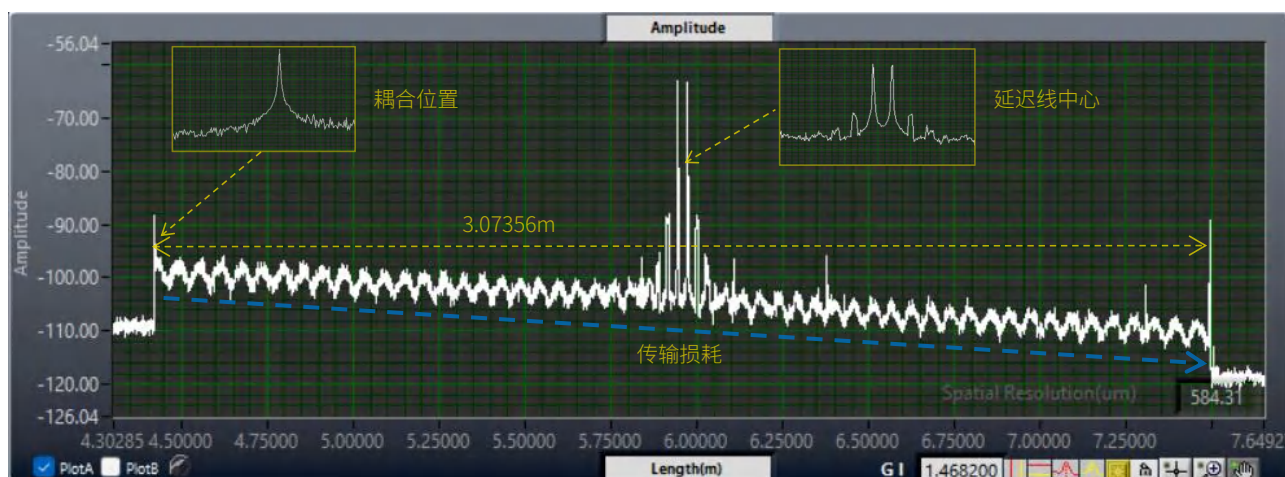 Amplitude
-56.04
耦合位置
延迟线中心
-70.00
-80.00
Amplitude
-90.00
3.07356m
-100.00
-110.00
传输损耗
-120.00
Spatial Resolution(um)
584.31
-126.04
4.30285 4.50000 4.75000 5.00000 5.25000 5.50000 5.75000 6.00000 6.25000 6.50000 6.75000 7.00000 7.25000 7.6492
PlotA PlotB Length(m) G I 1.468200